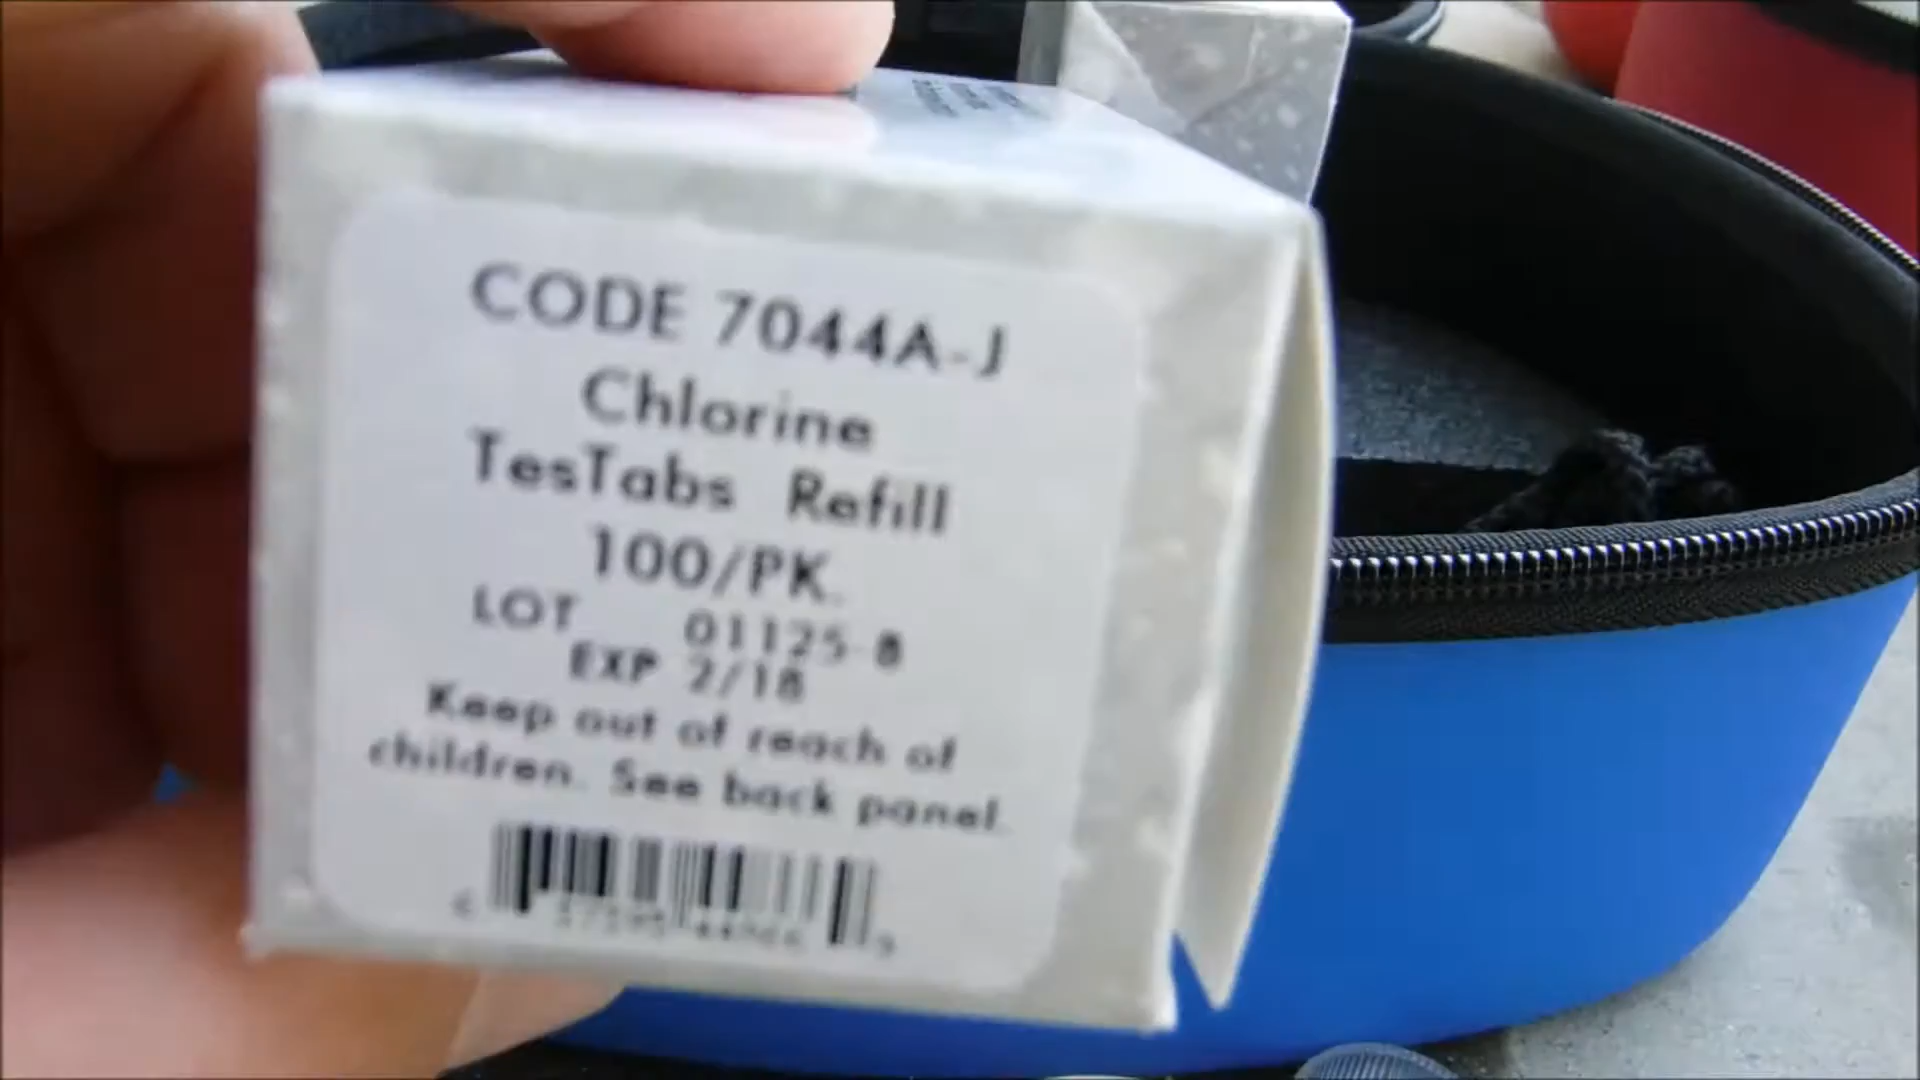 CODE 7044A-J
Chlorine
TesTabs Refill
100/PK.
LOT 01125-8
EXP 2/18
Keep out of reach of
children. See back panel.